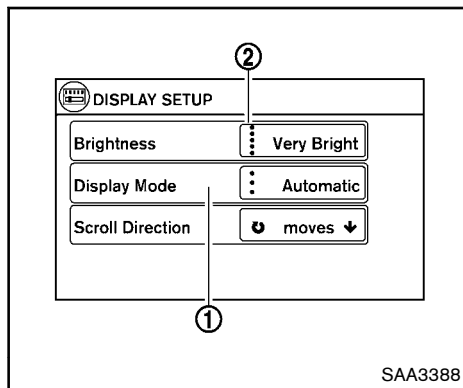 ②
DISPLAY SETUP
Brightness Very Bright
Display Mode Automatic
Scroll Direction ↻ moves ↓
①
SAA3388